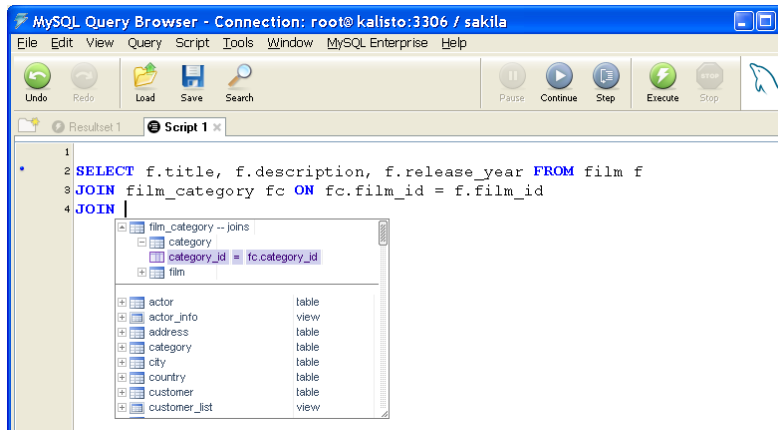 MySQL Query Browser - Connection: root@ kalisto:3306 / sakila
File Edit View Query Script Tools Window MySQL Enterprise Help
Undo Redo Load Save Search Pause Continue Step Execute Stop
STOP
Resultset 1 Script 1
1
2 SELECT f.title, f.description, f.release_year FROM film f
3 JOIN film_category fc ON fc.film_id = f.film_id
4 JOIN
film_category -- joins
category
category_id = fc.category_id
film
actor table
actor_info view
address table
category table
city table
country table
customer table
customer_list view